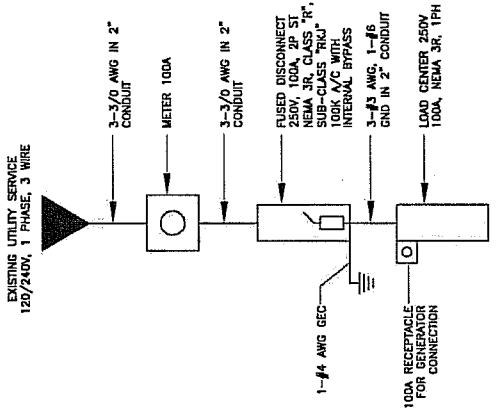 EXISTING UTILITY SERVICE
120/240V, 1 PHASE, 3 WIRE
3-3/0 AWG IN 2"
CONDUIT
METER 100A
3-3/0 AWG IN 2"
CONDUIT
FUSED DISCONNECT
250V, 100A, 2P ST
NEMA 3R, CLASS "R",
SUB-CLASS "RKJ"
100K A/C WITH
INTERNAL BYPASS
1-#4 AWG GEC
3-#3 AWG, 1-#6
GND IN 2" CONDUIT
LOAD CENTER 250V
100A, NEMA 3R, 1PH
100A RECEPTACLE
FOR GENERATOR
CONNECTION